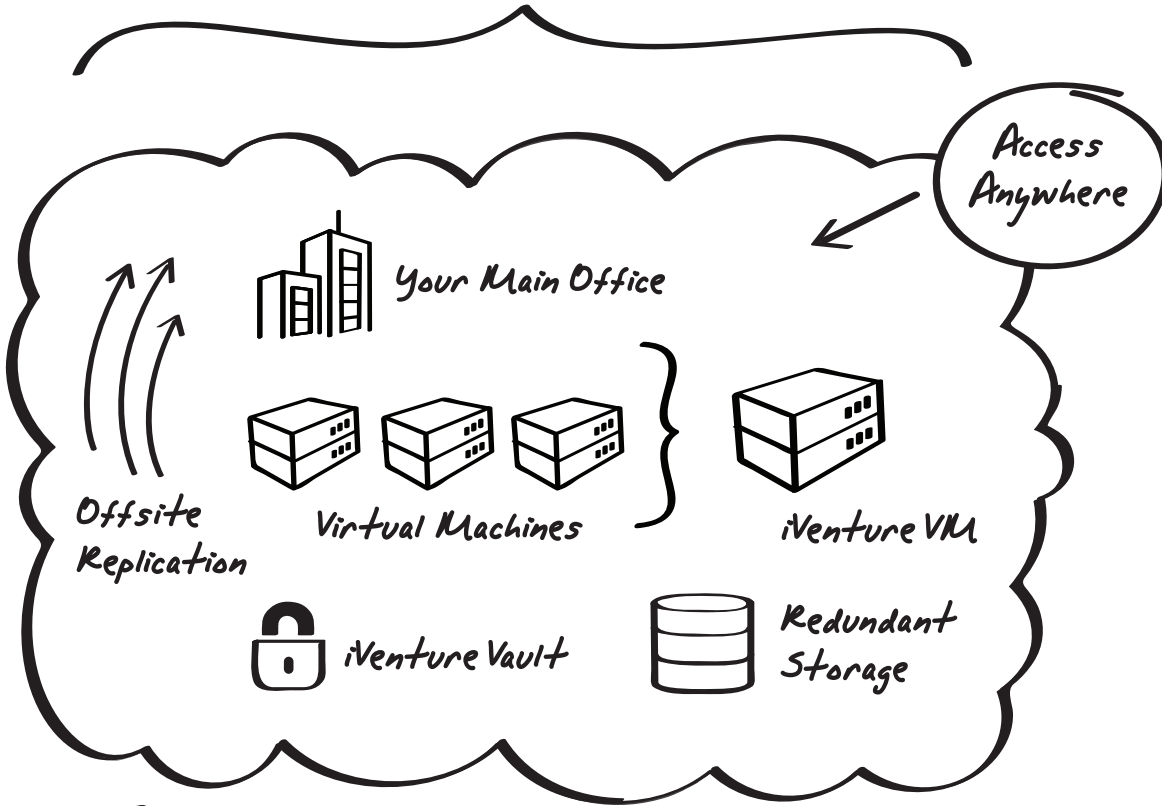 Access
Anywhere
Your Main Office
Offsite
Replication
Virtual Machines
iVenture VM
iVenture Vault
Redundant
Storage